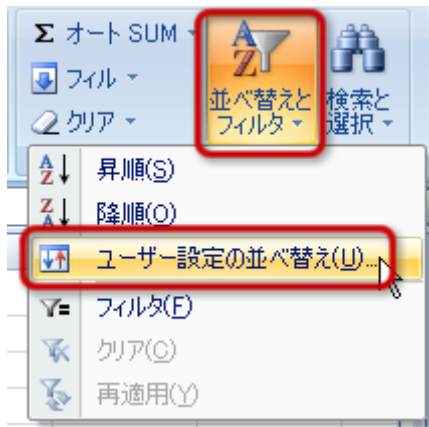 Σ オート SUM
フィル
クリア
並べ替えと
フィルタ
検索と
選択
昇順(S)
降順(O)
ユーザー設定の並べ替え(U)...
フィルタ(F)
クリア(C)
再適用(Y)